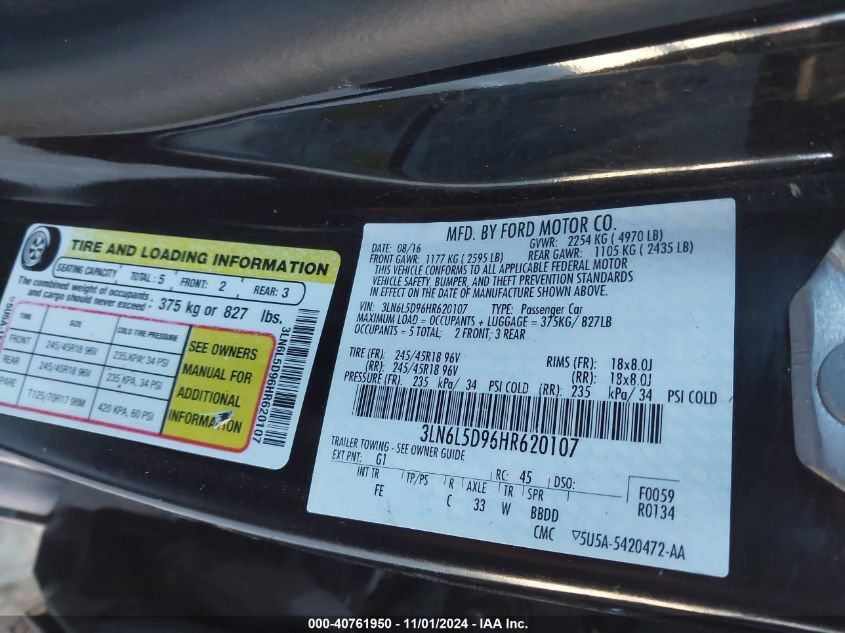 TIRE AND LOADING INFORMATION
SEATING CAPACITY TOTAL: 5 FRONT: 2 REAR: 3
The combined weight of occupants
and cargo should never exceed: 375 kg or 827 lbs.
TIRE SIZE COLD TIRE PRESSURE
FRONT 245/45R18 96V 235 KPA, 34 PSI
REAR 245/45R18 96V 235 KPA, 34 PSI
SPARE T125/70R17 98M 420 KPA, 60 PSI
SEE OWNERS
MANUAL FOR
ADDITIONAL
INFORMATION
3LN6L5D96HR620107
MFD. BY FORD MOTOR CO.
DATE: 08/16 GVWR: 2254 KG ( 4970 LB)
FRONT GAWR: 1177 KG ( 2595 LB) REAR GAWR: 1105 KG ( 2435 LB)
THIS VEHICLE CONFORMS TO ALL APPLICABLE FEDERAL MOTOR
VEHICLE SAFETY, BUMPER, AND THEFT PREVENTION STANDARDS
IN EFFECT ON THE DATE OF MANUFACTURE SHOWN ABOVE.
VIN: 3LN6L5D96HR620107 TYPE: Passenger Car
MAXIMUM LOAD = OCCUPANTS + LUGGAGE = 375KG/ 827LB
OCCUPANTS = 5 TOTAL: 2 FRONT; 3 REAR
TIRE (FR): 245/45R18 96V RIMS (FR): 18x8.0J
(RR): 245/45R18 96V (RR): 18x8.0J
PRESSURE (FR): 235 kPa/ 34 PSI COLD (RR): 235 kPa/ 34 PSI COLD
3LN6L5D96HR620107
TRAILER TOWING - SEE OWNER GUIDE
EXT PNT: G1 RC: 45 DSO:
INT TR TP/PS R AXLE TR SPR
FE C 33 W BBDD
F0059
R0134
CMC ▽5U5A-5420472-AA
000-40761950 - 11/01/2024 - IAA Inc.